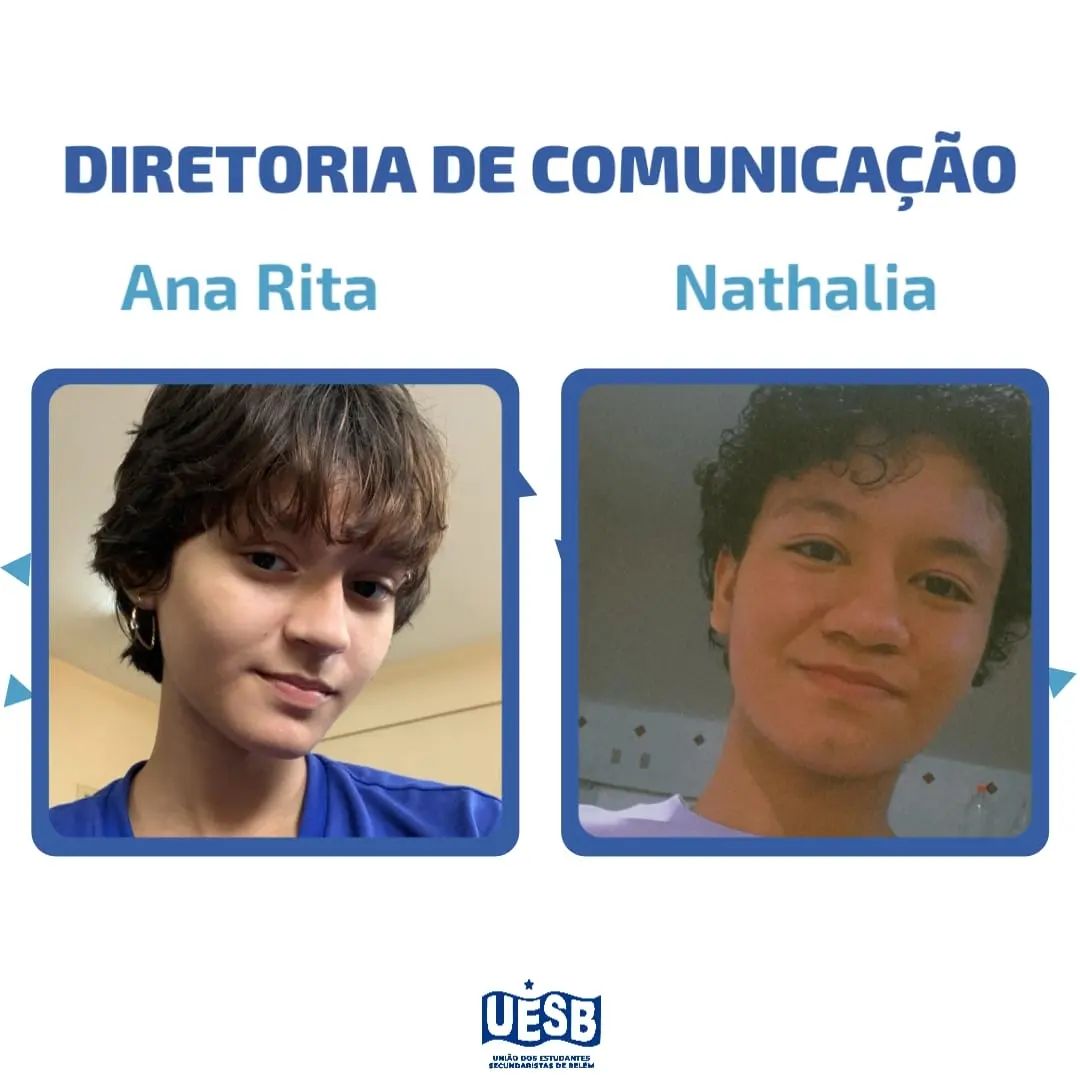 DIRETORIA DE COMUNICAÇÃO
Ana Rita
Nathalia
UESB
UNIÃO DOS ESTUDANTES
SECUNDARISTAS DE BELÉM